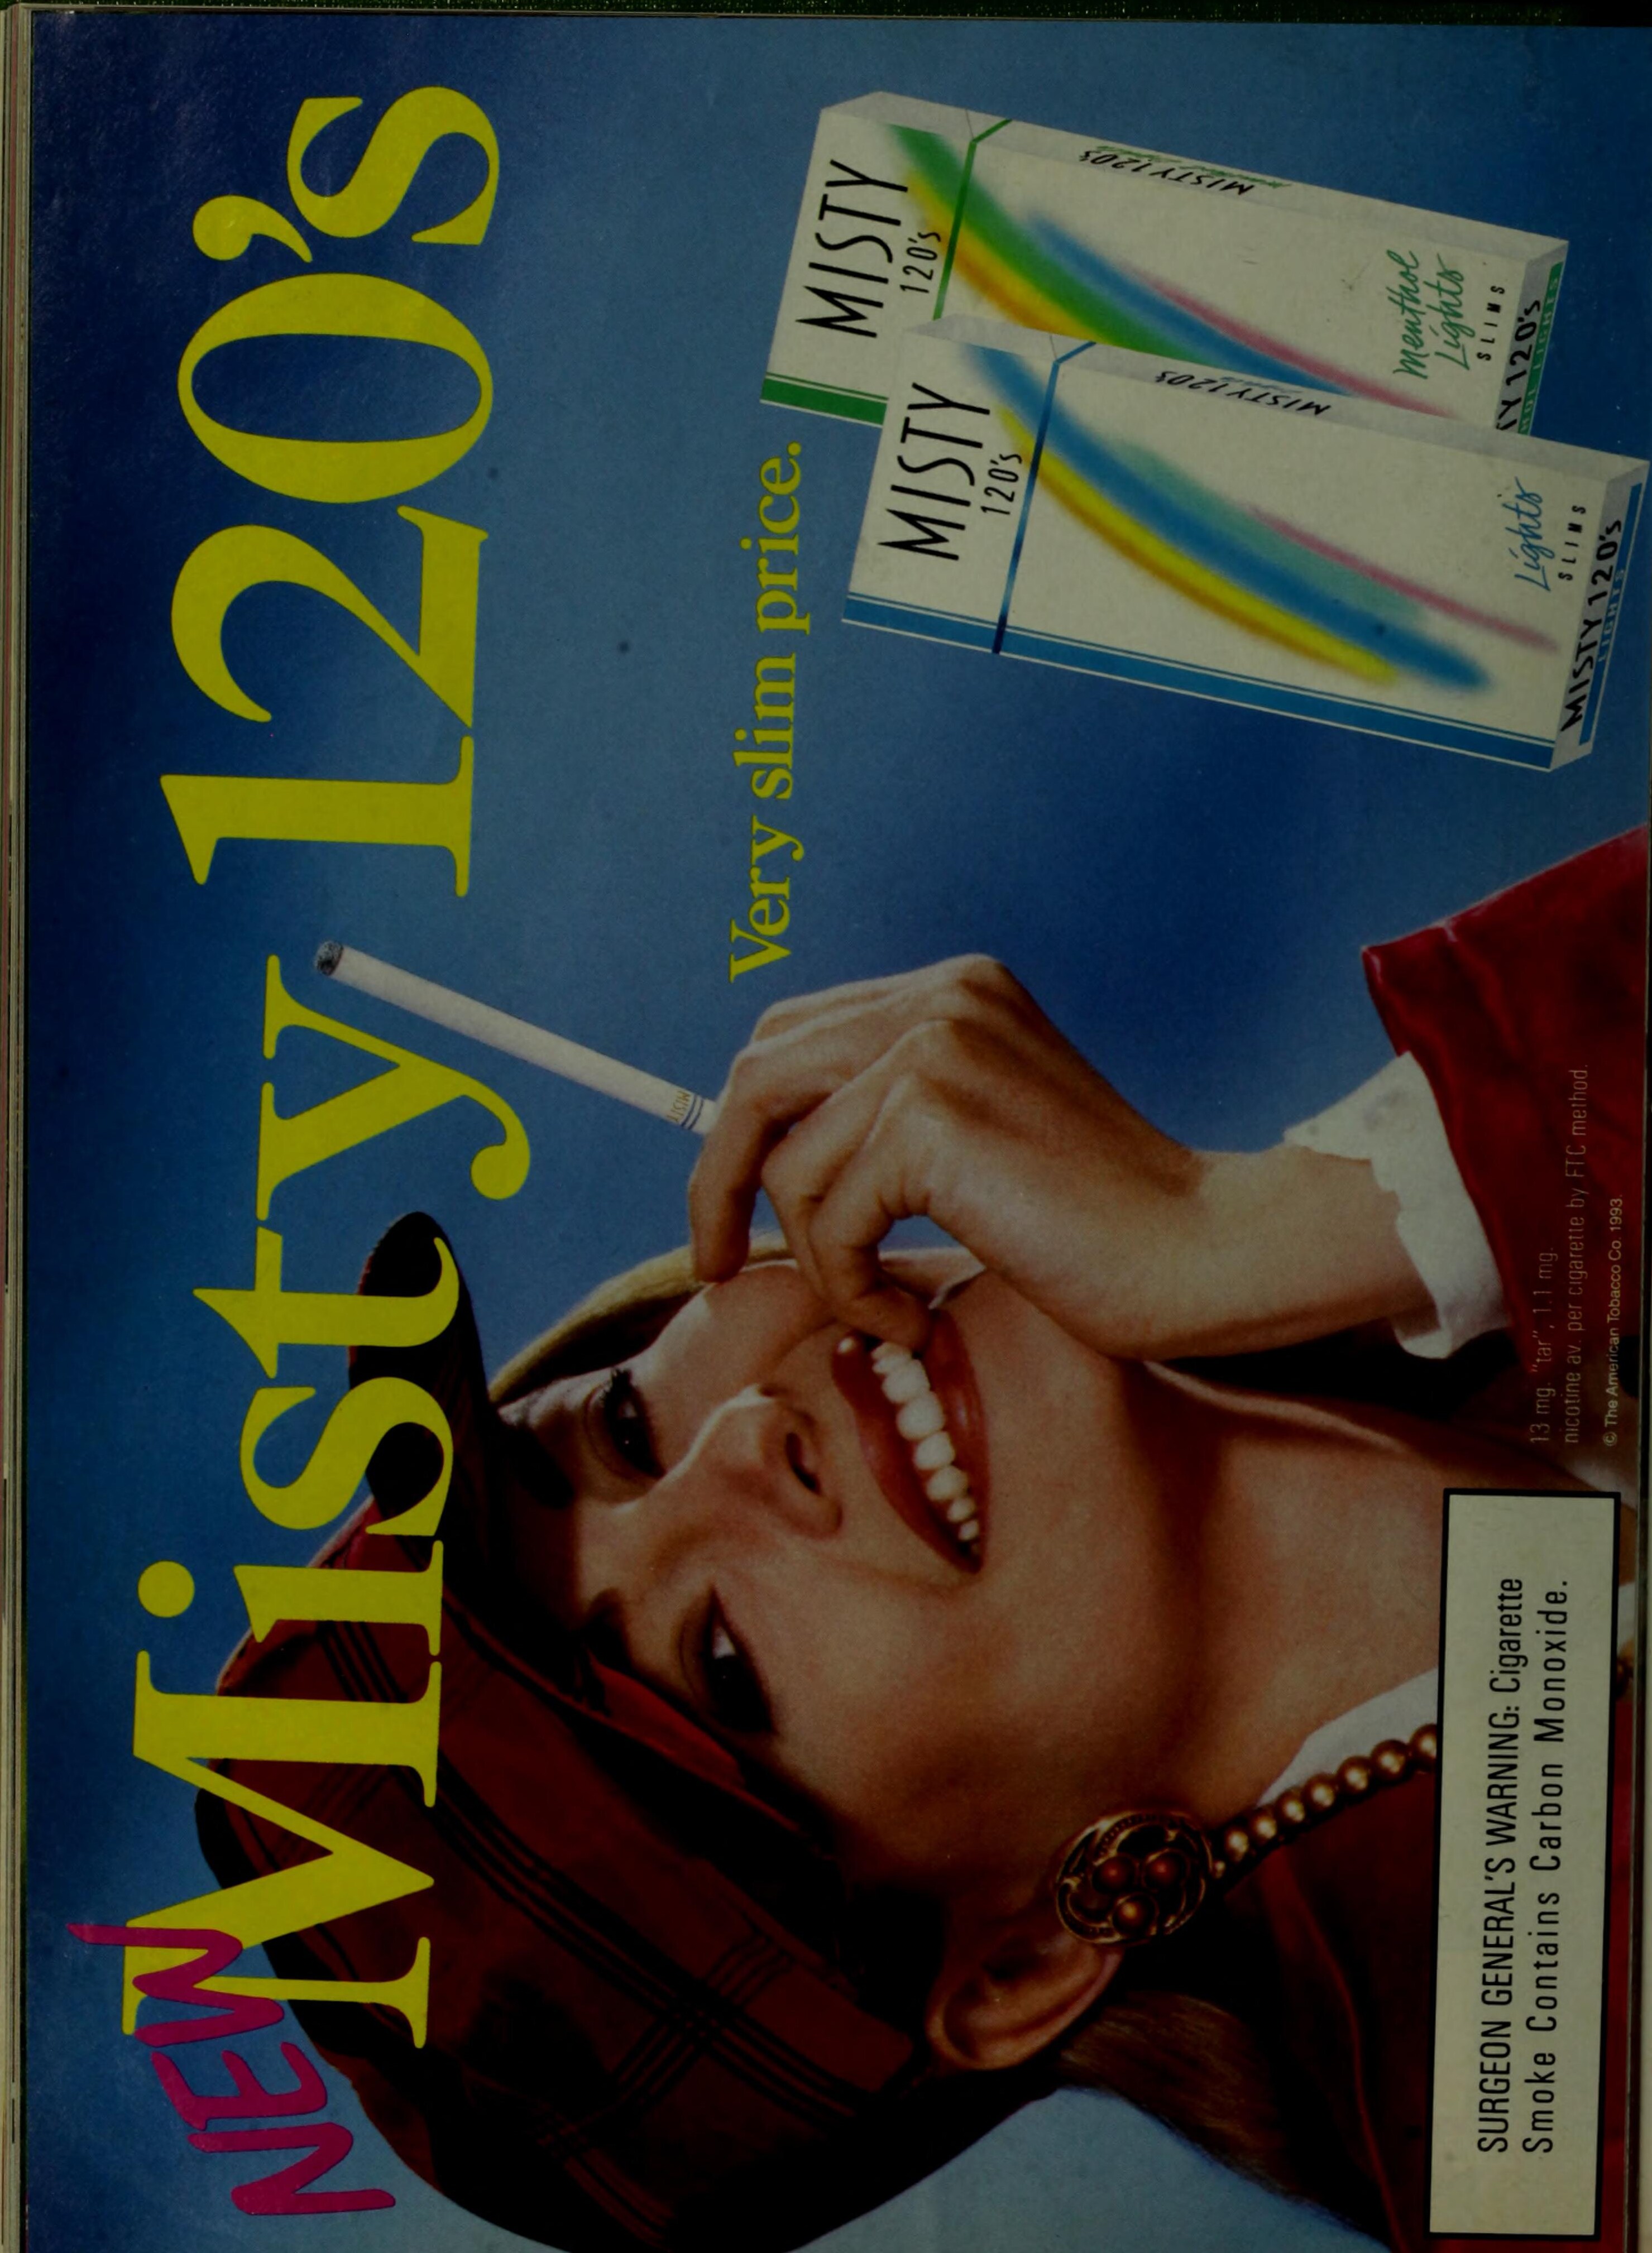 NEW
Misty 120's
Very slim price.
MISTY
120's
MISTY 120's
Menthol
Lights
SLIMS
Y 120's
MISTY
120's
MISTY 120's
Lights
SLIMS
MISTY 120's
LIGHTS
MISTY
13 mg. "tar", 1.1 mg.
nicotine av. per cigarette by FTC method.
© The American Tobacco Co. 1993.
SURGEON GENERAL'S WARNING: Cigarette
Smoke Contains Carbon Monoxide.